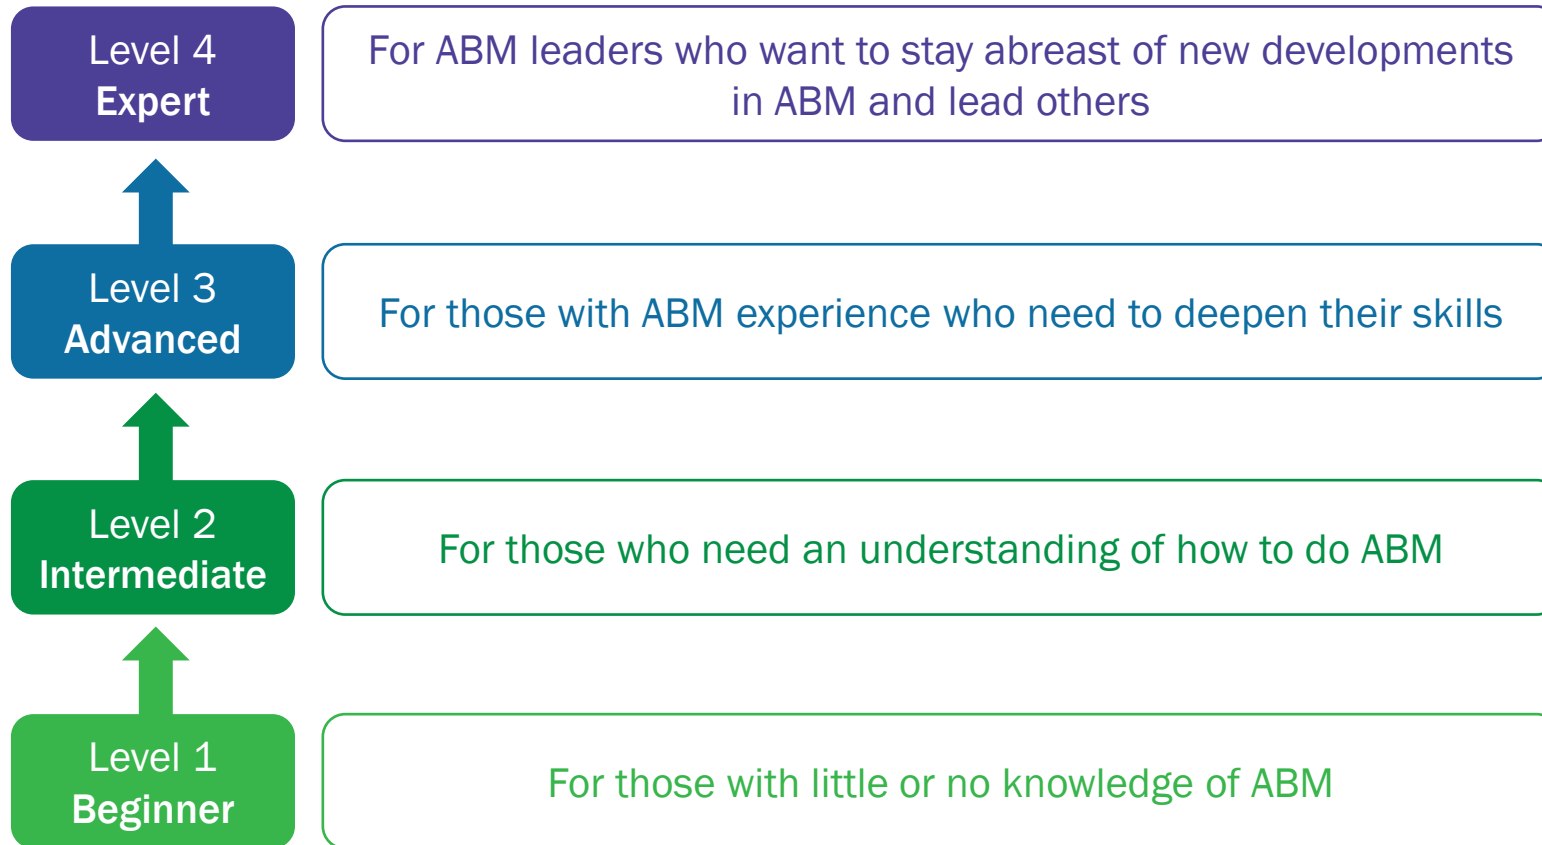 Level 4
Expert
For ABM leaders who want to stay abreast of new developments
in ABM and lead others
Level 3
Advanced
For those with ABM experience who need to deepen their skills
Level 2
Intermediate
For those who need an understanding of how to do ABM
Level 1
Beginner
For those with little or no knowledge of ABM